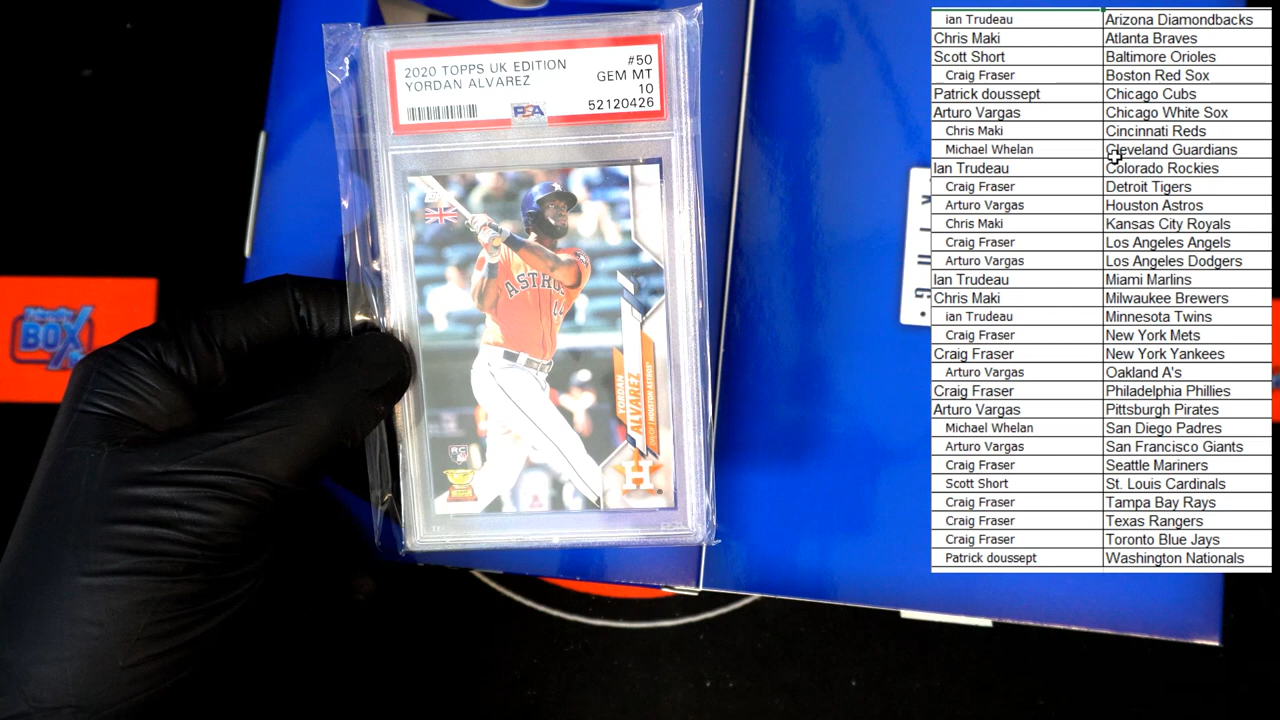 2020 TOPPS UK EDITION #50
YORDAN ALVAREZ GEM MT
10
PSA 52120426
ASTROS
44
YORDAN
ALVAREZ
HOUSTON ASTROS
RC
H
BOX
ian Trudeau Arizona Diamondbacks
Chris Maki Atlanta Braves
Scott Short Baltimore Orioles
Craig Fraser Boston Red Sox
Patrick doussept Chicago Cubs
Arturo Vargas Chicago White Sox
Chris Maki Cincinnati Reds
Michael Whelan Cleveland Guardians
Ian Trudeau Colorado Rockies
Craig Fraser Detroit Tigers
Arturo Vargas Houston Astros
Chris Maki Kansas City Royals
Craig Fraser Los Angeles Angels
Arturo Vargas Los Angeles Dodgers
Ian Trudeau Miami Marlins
Chris Maki Milwaukee Brewers
ian Trudeau Minnesota Twins
Craig Fraser New York Mets
Craig Fraser New York Yankees
Arturo Vargas Oakland A's
Craig Fraser Philadelphia Phillies
Arturo Vargas Pittsburgh Pirates
Michael Whelan San Diego Padres
Arturo Vargas San Francisco Giants
Craig Fraser Seattle Mariners
Scott Short St. Louis Cardinals
Craig Fraser Tampa Bay Rays
Craig Fraser Texas Rangers
Craig Fraser Toronto Blue Jays
Patrick doussept Washington Nationals